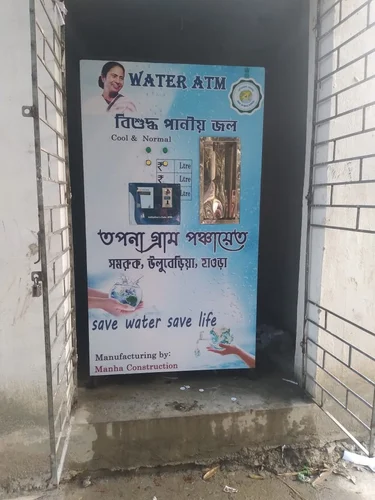 WATER ATM
বিশুদ্ধ পানীয় জল
Cool & Normal
₹ Litre
₹ Litre
Litre
তপনা গ্রাম পঞ্চায়েত
সমরুক, উলুবেড়িয়া, হাওড়া
save water save life
Manufacturing by:
Manha Construction